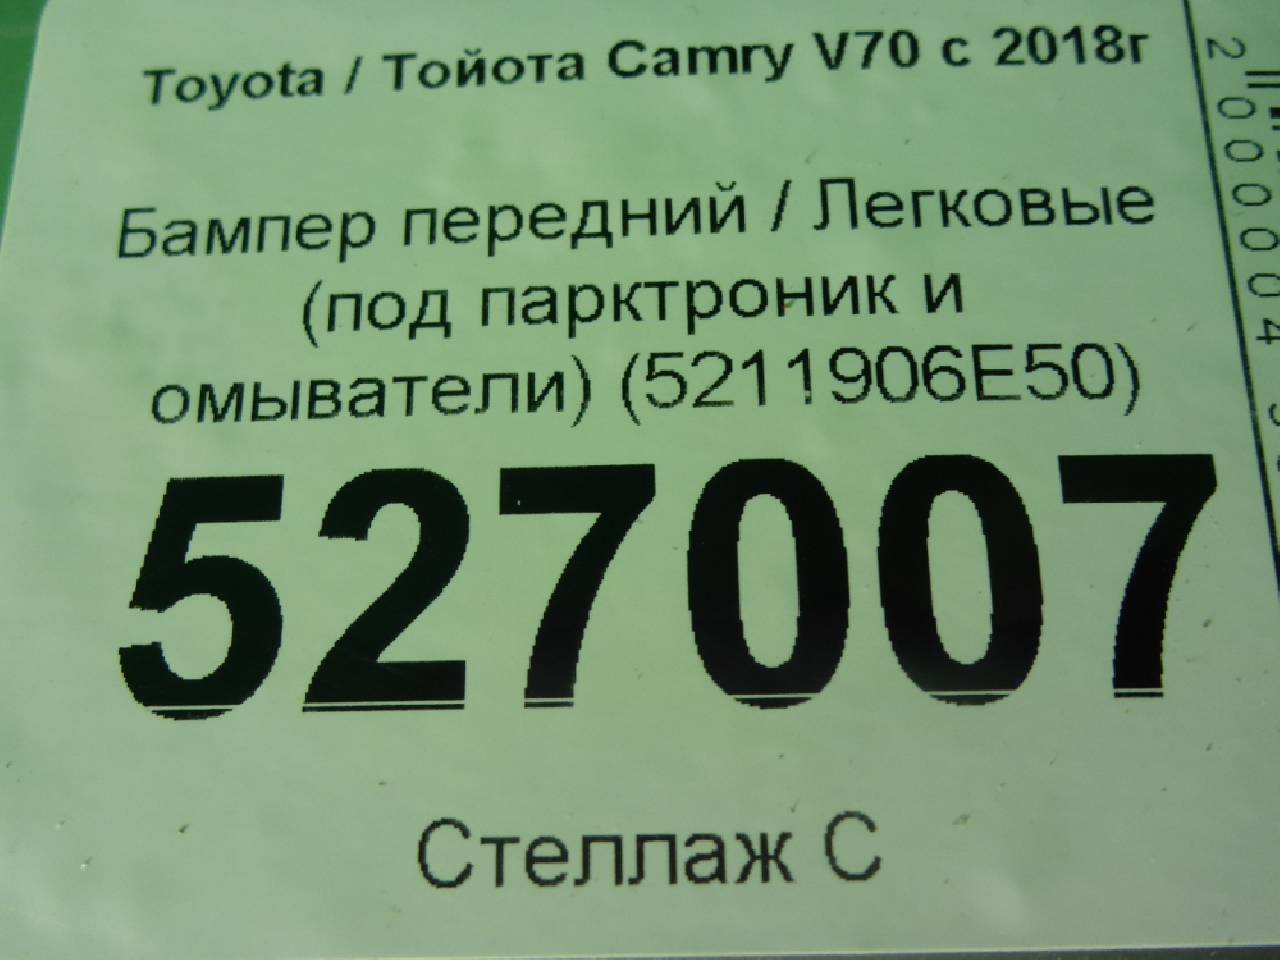 Toyota / Тойота Camry V70 с 2018г
Бампер передний / Легковые
(под парктроник и
омыватели) (5211906E50)
527007
Стеллаж С